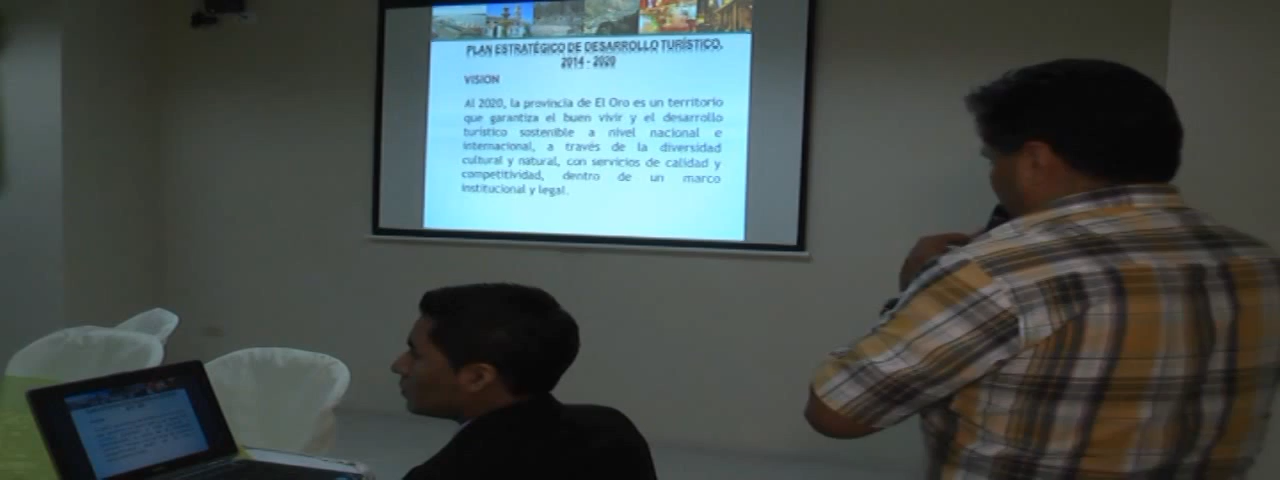 PLAN ESTRATÉGICO DE DESARROLLO TURÍSTICO.
2014 - 2020
VISION
Al 2020, la provincia de El Oro es un territorio
que garantiza el buen vivir y el desarrollo
turístico sostenible a nivel nacional e
internacional, a través de la diversidad
cultural y natural, con servicios de calidad y
competitividad, dentro de un marco
institucional y legal.